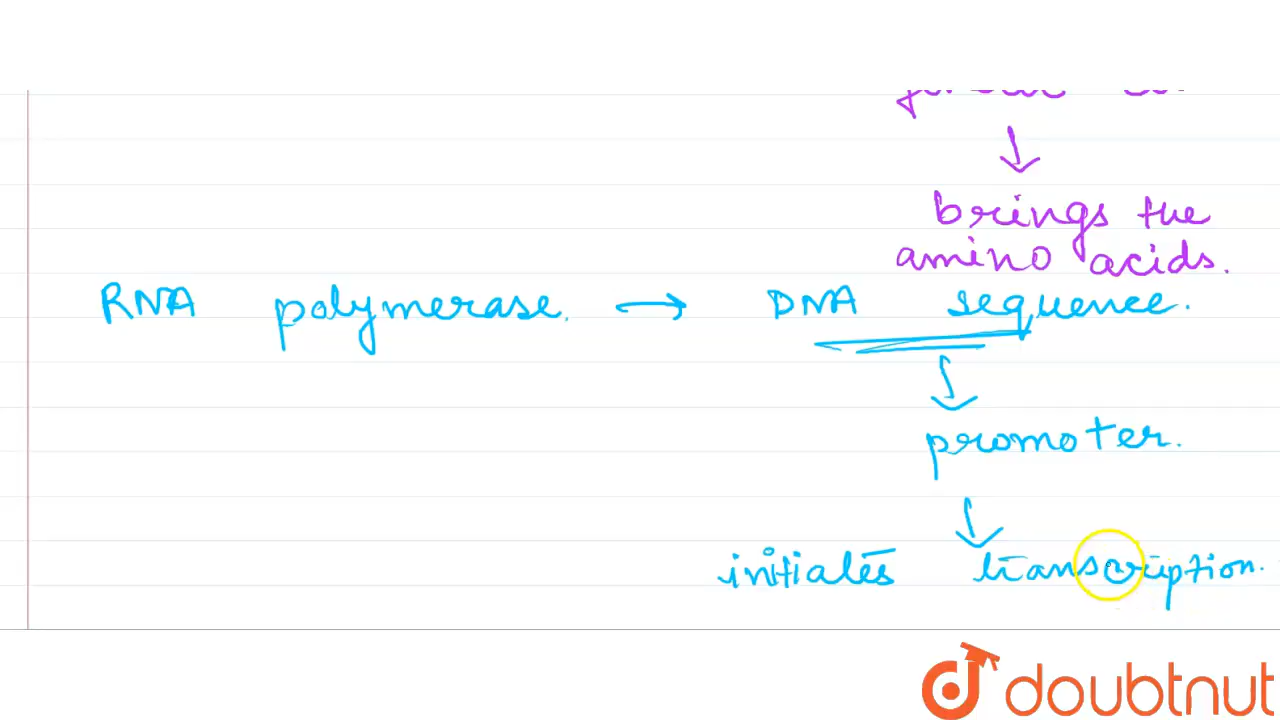 brings the
amino acids.
RNA polymerase. → DNA sequence.
↓
promoter.
↓
initiates transcription.
doubtnut